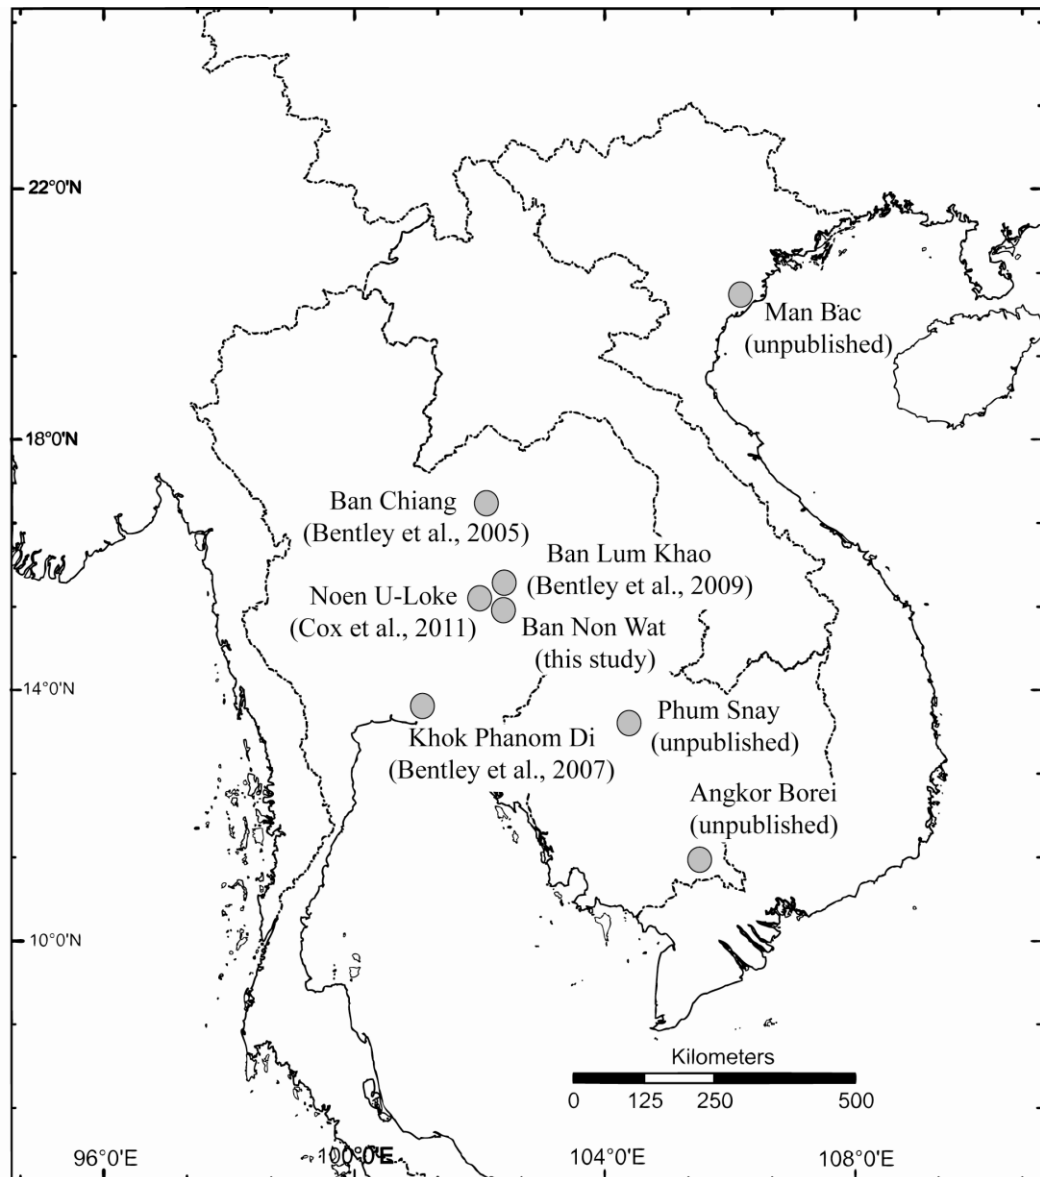 22°0'N
Man Bac
(unpublished)
18°0'N
Ban Chiang
(Bentley et al., 2005)
Ban Lum Khao
(Bentley et al., 2009)
Noen U-Loke
(Cox et al., 2011)
Ban Non Wat
(this study)
14°0'N
Phum Snay
(unpublished)
Khok Phanom Di
(Bentley et al., 2007)
Angkor Borei
(unpublished)
10°0'N
Kilometers
0 125 250 500
96°0'E 100°0'E 104°0'E 108°0'E